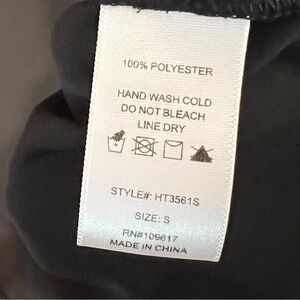 100% POLYESTER
HAND WASH COLD
DO NOT BLEACH
LINE DRY
STYLE#: HT3561S
SIZE: S
RN#109617
MADE IN CHINA